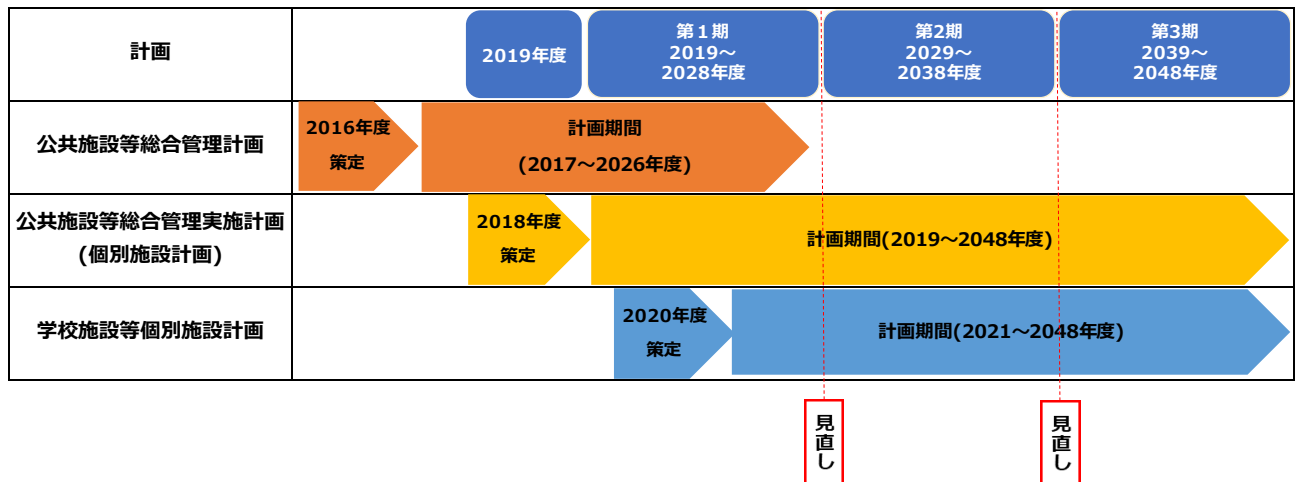 計画
2019年度
第１期
2019～
2028年度
第2期
2029～
2038年度
第3期
2039～
2048年度
公共施設等総合管理計画
2016年度
策定
計画期間
(2017～2026年度)
公共施設等総合管理実施計画
(個別施設計画)
2018年度
策定
計画期間(2019～2048年度)
学校施設等個別施設計画
2020年度
策定
計画期間(2021～2048年度)
見直し
見直し